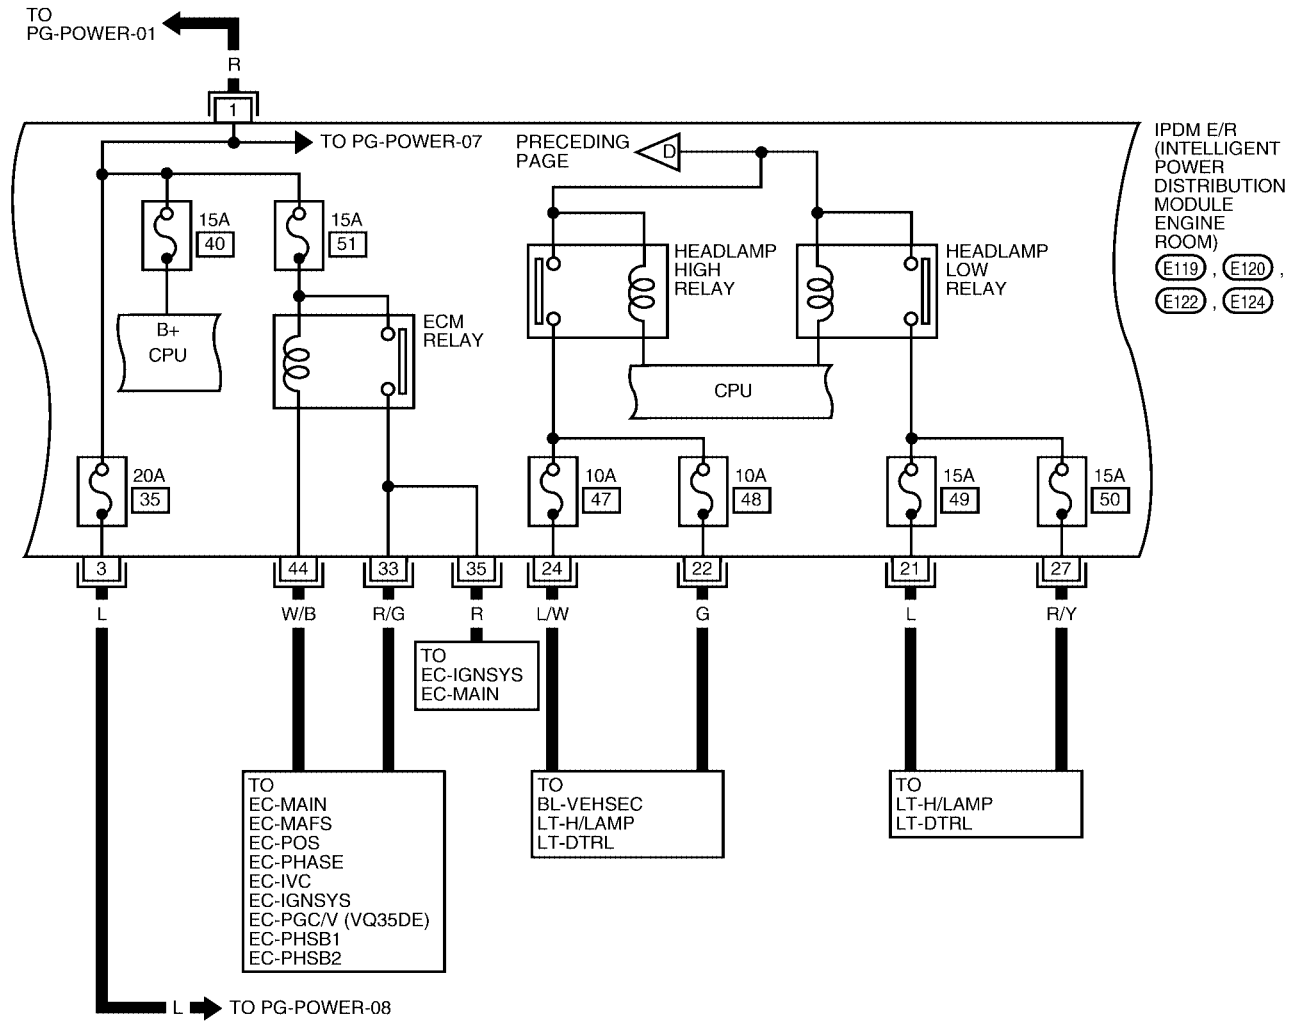 TO
PG-POWER-01
R
1
TO PG-POWER-07
PRECEDING
PAGE
D
IPDM E/R
(INTELLIGENT
POWER
DISTRIBUTION
MODULE
ENGINE
ROOM)
E119 , E120 ,
E122 , E124
15A
40
15A
51
HEADLAMP
HIGH
RELAY
HEADLAMP
LOW
RELAY
B+
CPU
ECM
RELAY
CPU
20A
35
10A
47
10A
48
15A
49
15A
50
3
44
33
35
24
22
21
27
L
W/B
R/G
R
L/W
G
L
R/Y
TO
EC-IGNSYS
EC-MAIN
TO
EC-MAIN
EC-MAFS
EC-POS
EC-PHASE
EC-IVC
EC-IGNSYS
EC-PGC/V (VQ35DE)
EC-PHSB1
EC-PHSB2
TO
BL-VEHSEC
LT-H/LAMP
LT-DTRL
TO
LT-H/LAMP
LT-DTRL
L
TO PG-POWER-08